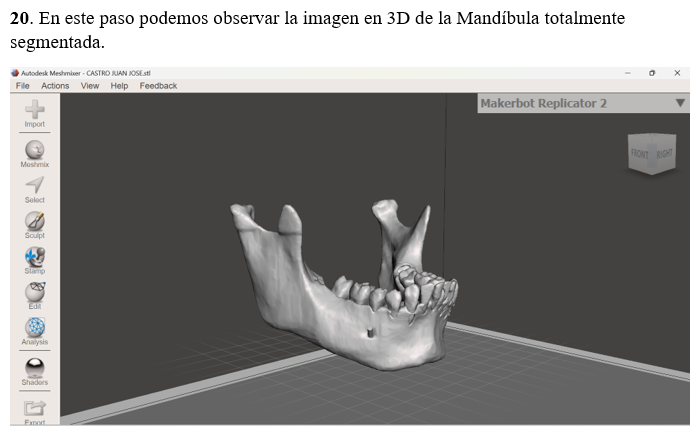 20. En este paso podemos observar la imagen en 3D de la Mandíbula totalmente
segmentada.
Autodesk Meshmixer - CASTRO JUAN JOSE.stl
File Actions View Help Feedback
Makerbot Replicator 2
Import
FRONT RIGHT
Meshmix
Select
Sculpt
Stamp
Edit
Analysis
Shaders
Export